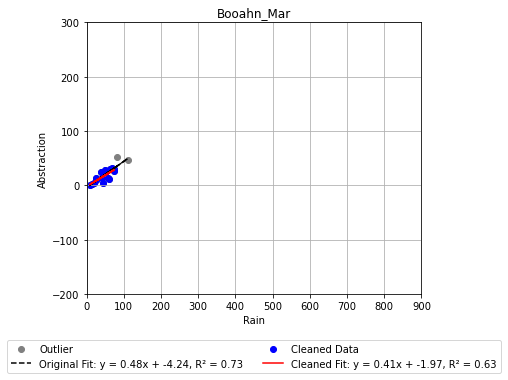 Booahn_Mar
300
200
100
0
−100
−200
Abstraction
0 100 200 300 400 500 600 700 800 900
Rain
Outlier Cleaned Data
Original Fit: y = 0.48x + -4.24, R² = 0.73 Cleaned Fit: y = 0.41x + -1.97, R² = 0.63